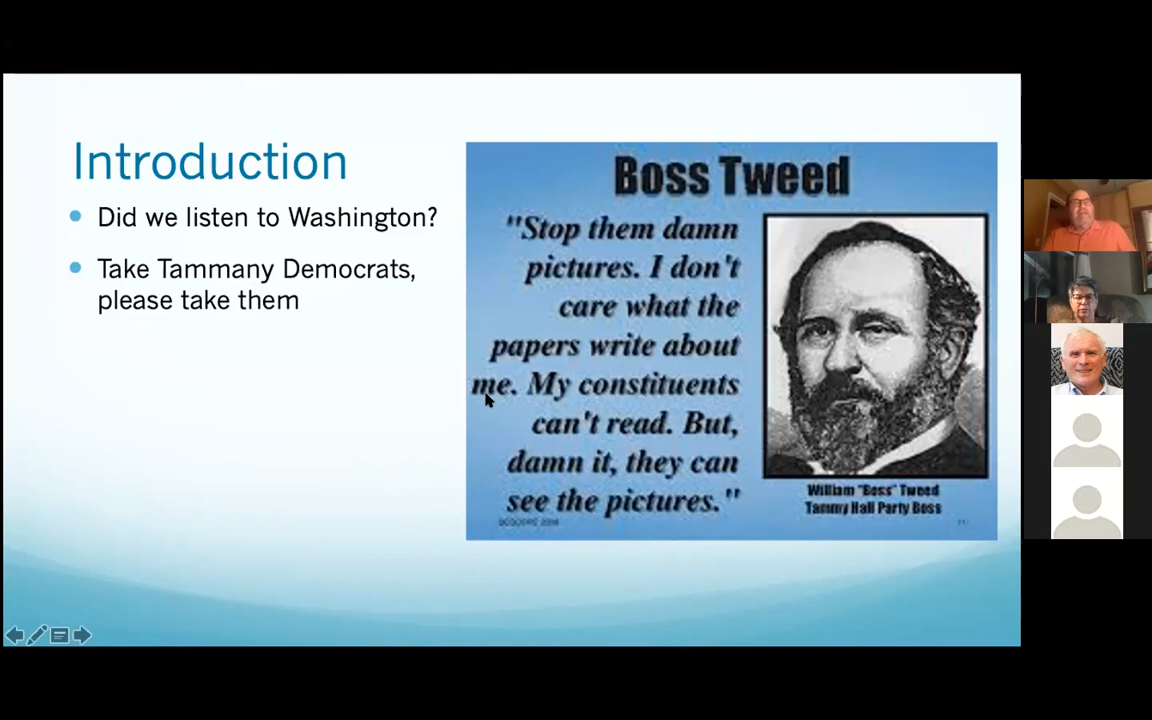 Introduction
Did we listen to Washington?
Take Tammany Democrats,
please take them
Boss Tweed
"Stop them damn
pictures. I don't
care what the
papers write about
me. My constituents
can't read. But,
damn it, they can
see the pictures."
William "Boss" Tweed
Tammy Hall Party Boss